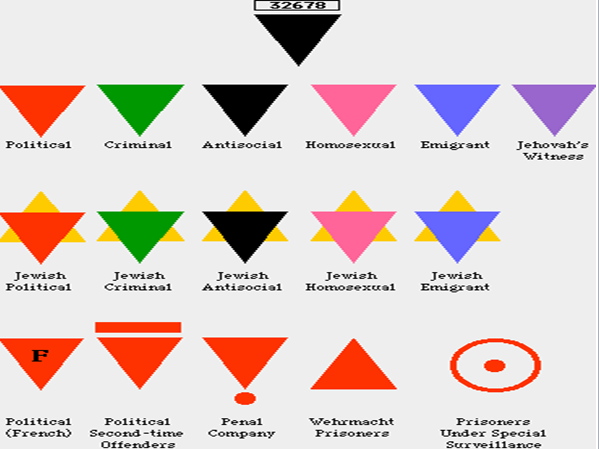 32678
Political Criminal Antisocial Homosexual Emigrant Jehovah's
Witness
Jewish Jewish Jewish Jewish Jewish
Political Criminal Antisocial Homosexual Emigrant
F
Political Political Penal Wehrmacht Prisoners
(French) Second-time Company Prisoners Under Special
Offenders Surveillance